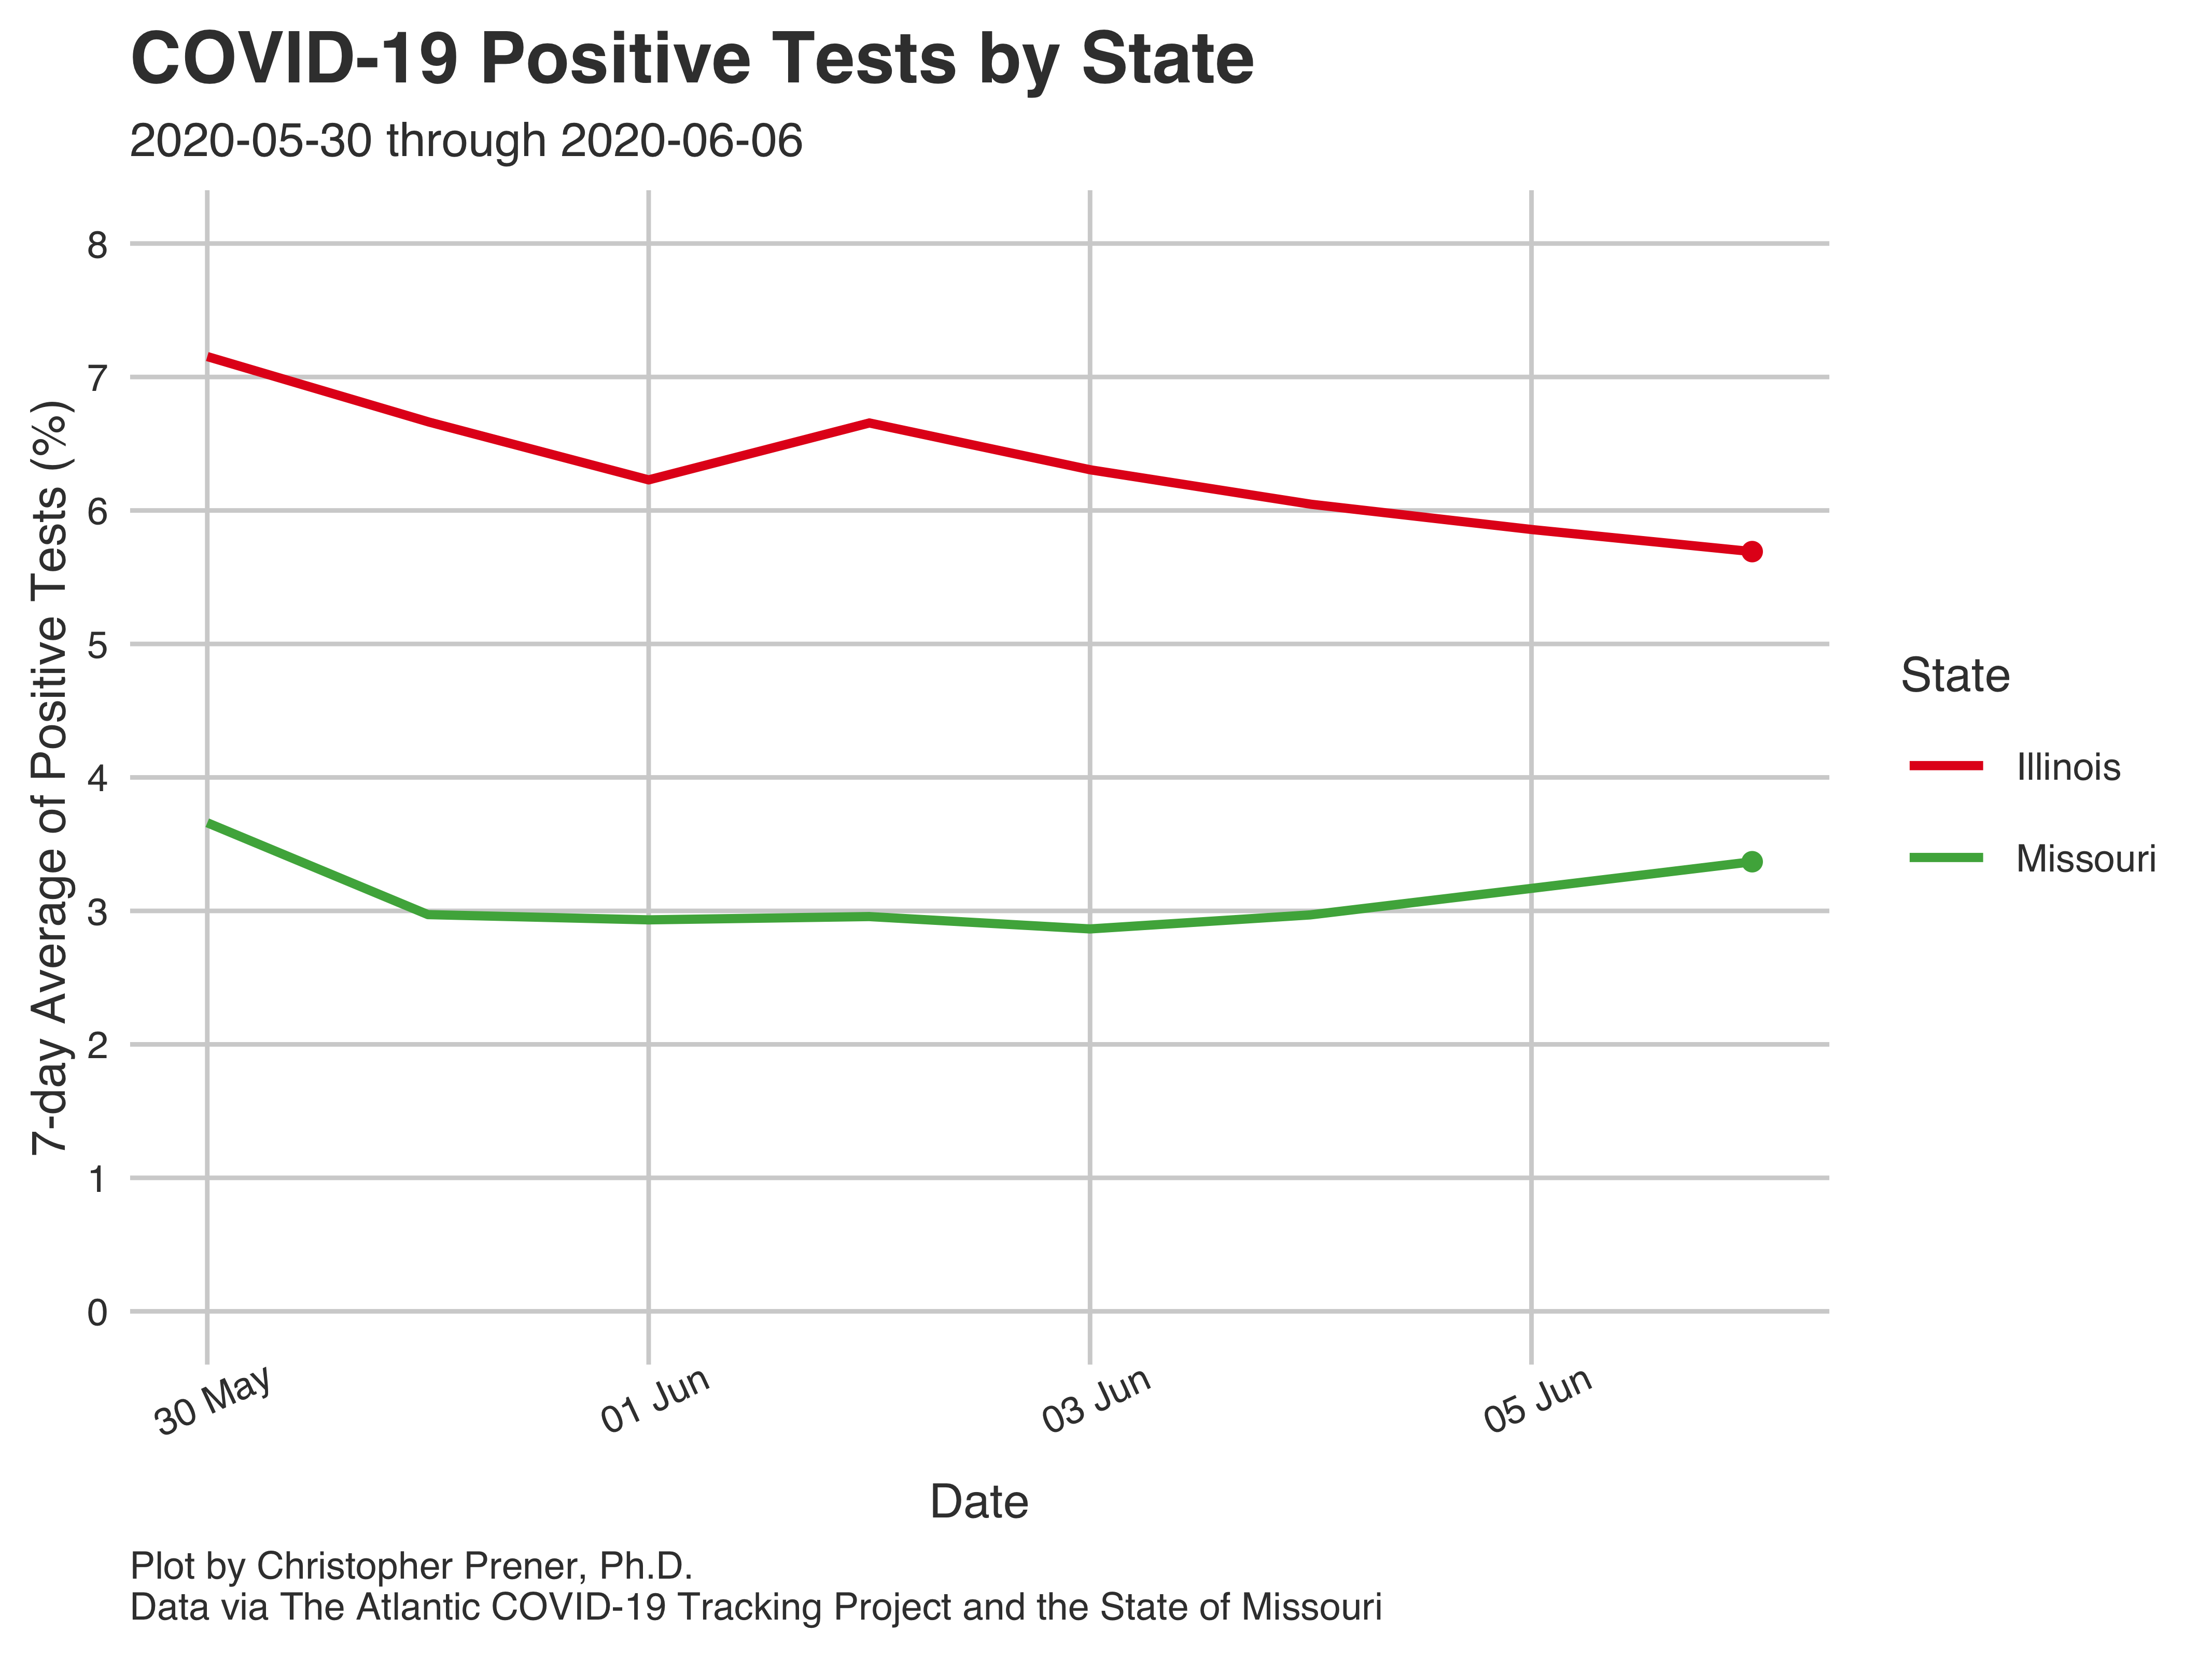 COVID-19 Positive Tests by State
2020-05-30 through 2020-06-06
7-day Average of Positive Tests (%)
8
7
6
5
4
3
2
1
0
30 May
01 Jun
03 Jun
05 Jun
Date
State
Illinois
Missouri
Plot by Christopher Prener, Ph.D.
Data via The Atlantic COVID-19 Tracking Project and the State of Missouri